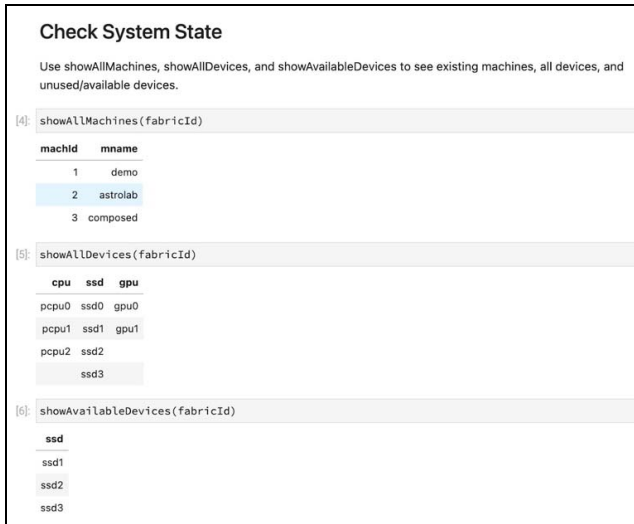 Check System State
Use showAllMachines, showAllDevices, and showAvailableDevices to see existing machines, all devices, and
unused/available devices.
[4]: showAllMachines(fabricId)
machId mname
1 demo
2 astrolab
3 composed
[5]: showAllDevices(fabricId)
cpu ssd gpu
pcpu0 ssd0 gpu0
pcpu1 ssd1 gpu1
pcpu2 ssd2
ssd3
[6]: showAvailableDevices(fabricId)
ssd
ssd1
ssd2
ssd3